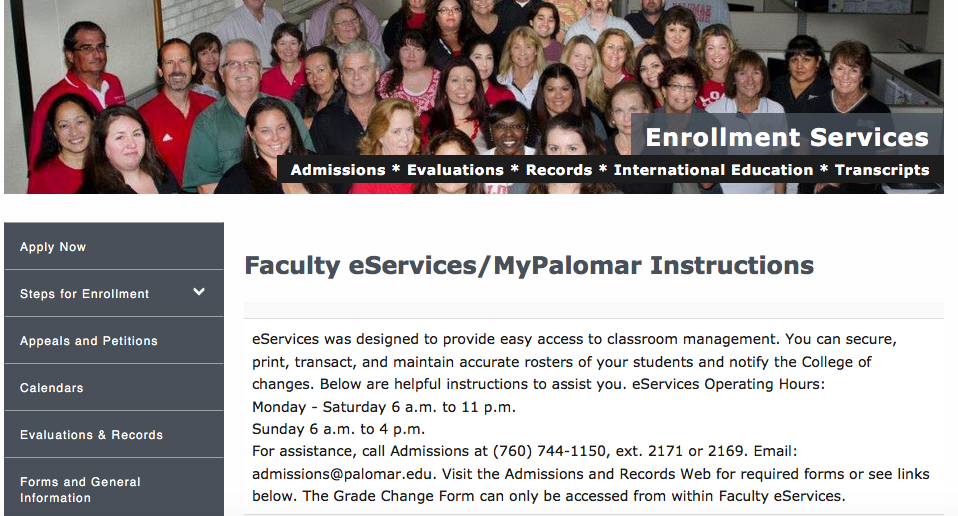 Enrollment Services
Admissions * Evaluations * Records * International Education * Transcripts
Apply Now
Steps for Enrollment
Appeals and Petitions
Calendars
Evaluations & Records
Forms and General
Information
Faculty eServices/MyPalomar Instructions
eServices was designed to provide easy access to classroom management. You can secure,
print, transact, and maintain accurate rosters of your students and notify the College of
changes. Below are helpful instructions to assist you. eServices Operating Hours:
Monday - Saturday 6 a.m. to 11 p.m.
Sunday 6 a.m. to 4 p.m.
For assistance, call Admissions at (760) 744-1150, ext. 2171 or 2169. Email:
admissions@palomar.edu. Visit the Admissions and Records Web for required forms or see links
below. The Grade Change Form can only be accessed from within Faculty eServices.